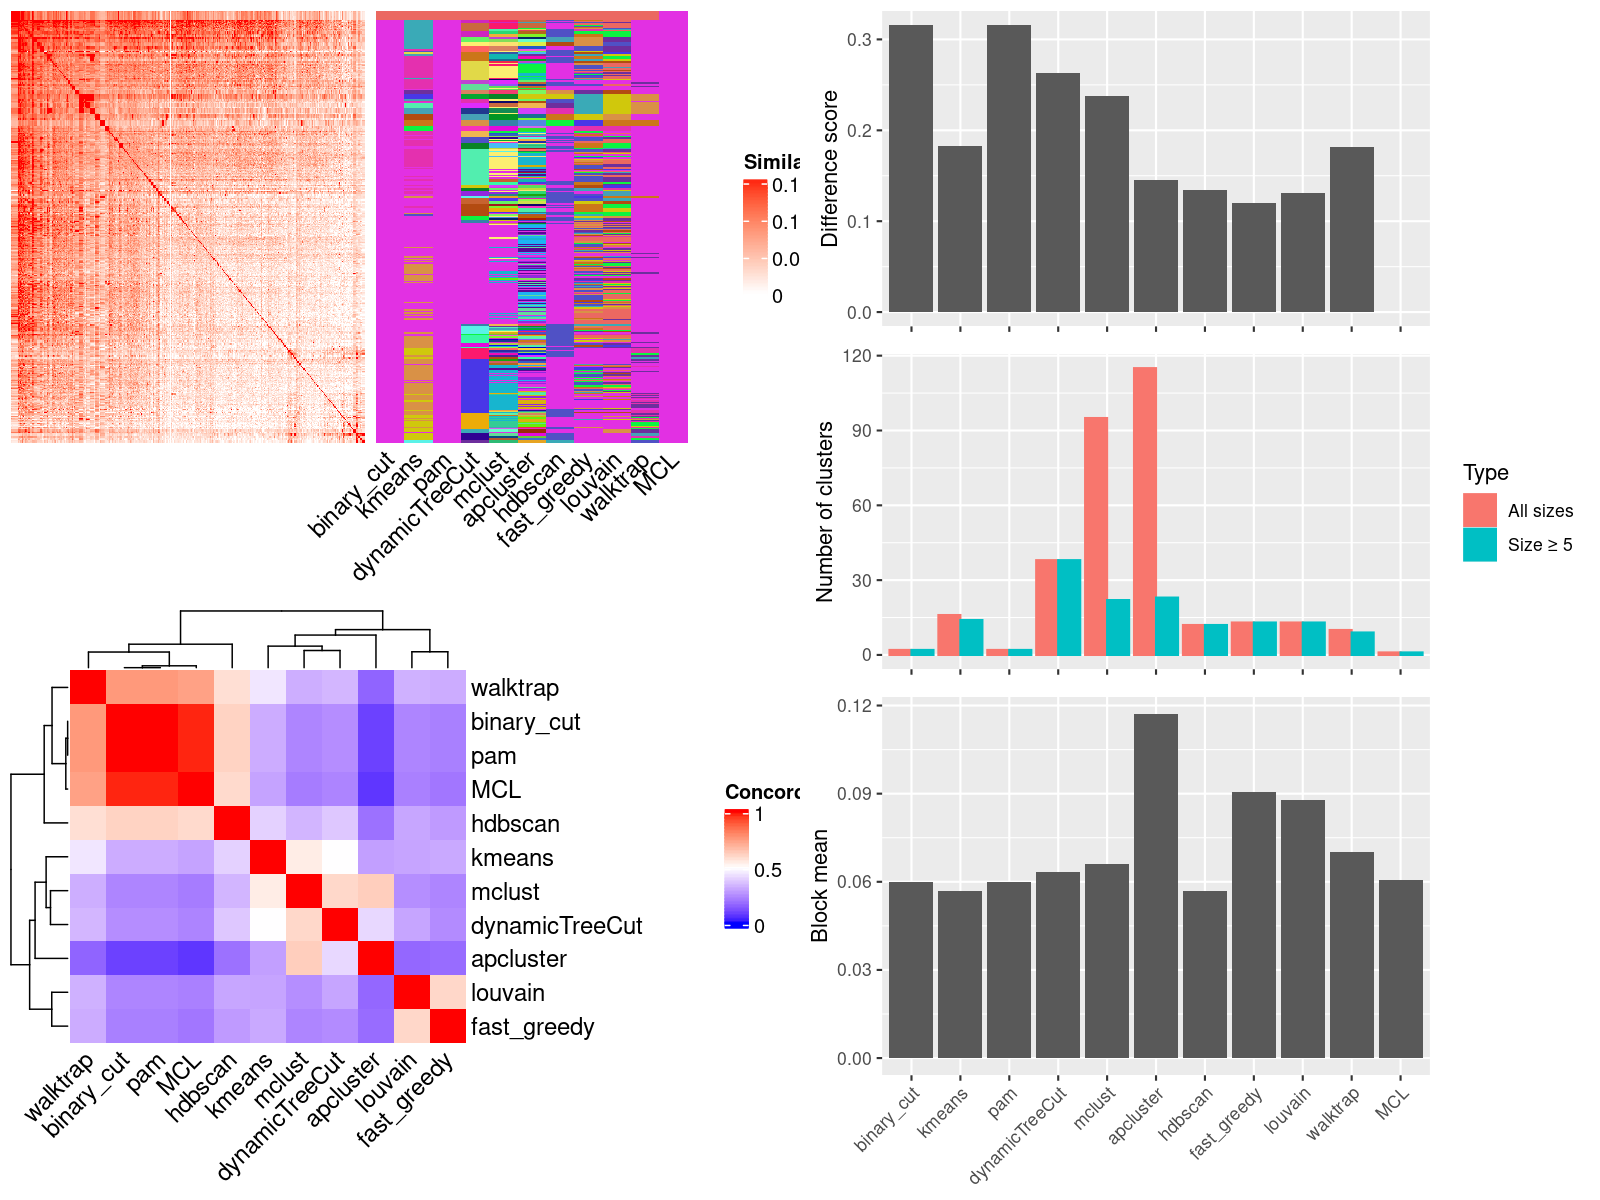 Simila
0.1
0.1
0.0
0
binary_cut
kmeans
pam
dynamicTreeCut
mclust
apcluster
hdbscan
fast_greedy
louvain
walktrap
MCL
Difference score
0.3
0.2
0.1
0.0
Number of clusters
120
90
60
30
0
Type
All sizes
Size ≥ 5
walktrap
binary_cut
pam
MCL
hdbscan
kmeans
mclust
dynamicTreeCut
apcluster
louvain
fast_greedy
walktrap
binary_cut
pam
MCL
hdbscan
kmeans
mclust
dynamicTreeCut
apcluster
louvain
fast_greedy
Concord
1
0.5
0
Block mean
0.12
0.09
0.06
0.03
0.00
binary_cut
kmeans
pam
dynamicTreeCut
mclust
apcluster
hdbscan
fast_greedy
louvain
walktrap
MCL